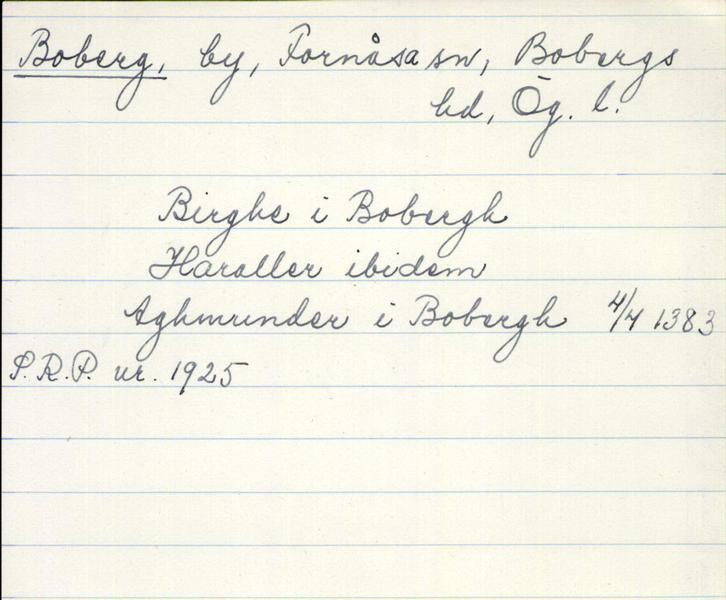 Boberg, by, Fornåsa sn, Bobergs
hd, Ög. l.
Birghe i Bobergh
Haraller ibidem
Aghmunder i Bobergh 4/4 1383
S.R.P. nr. 1925